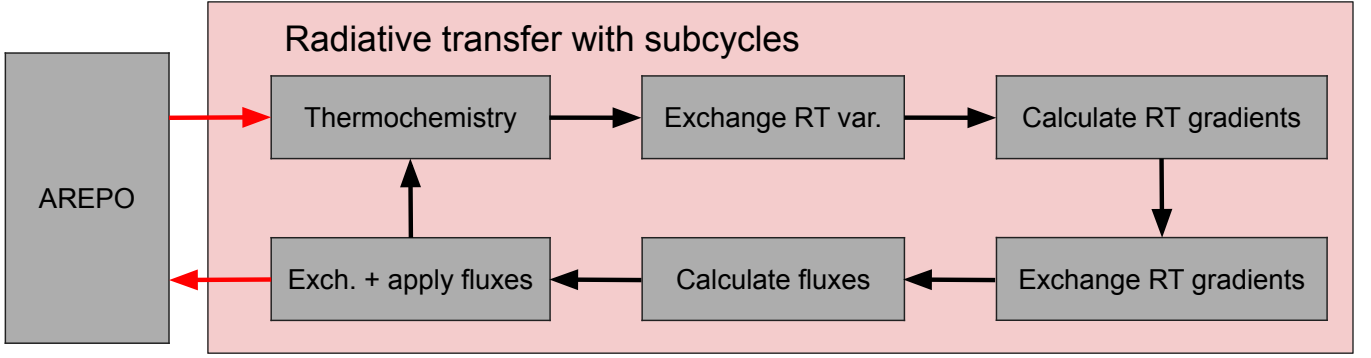 Radiative transfer with subcycles
AREPO
Thermochemistry
Exchange RT var.
Calculate RT gradients
Exch. + apply fluxes
Calculate fluxes
Exchange RT gradients